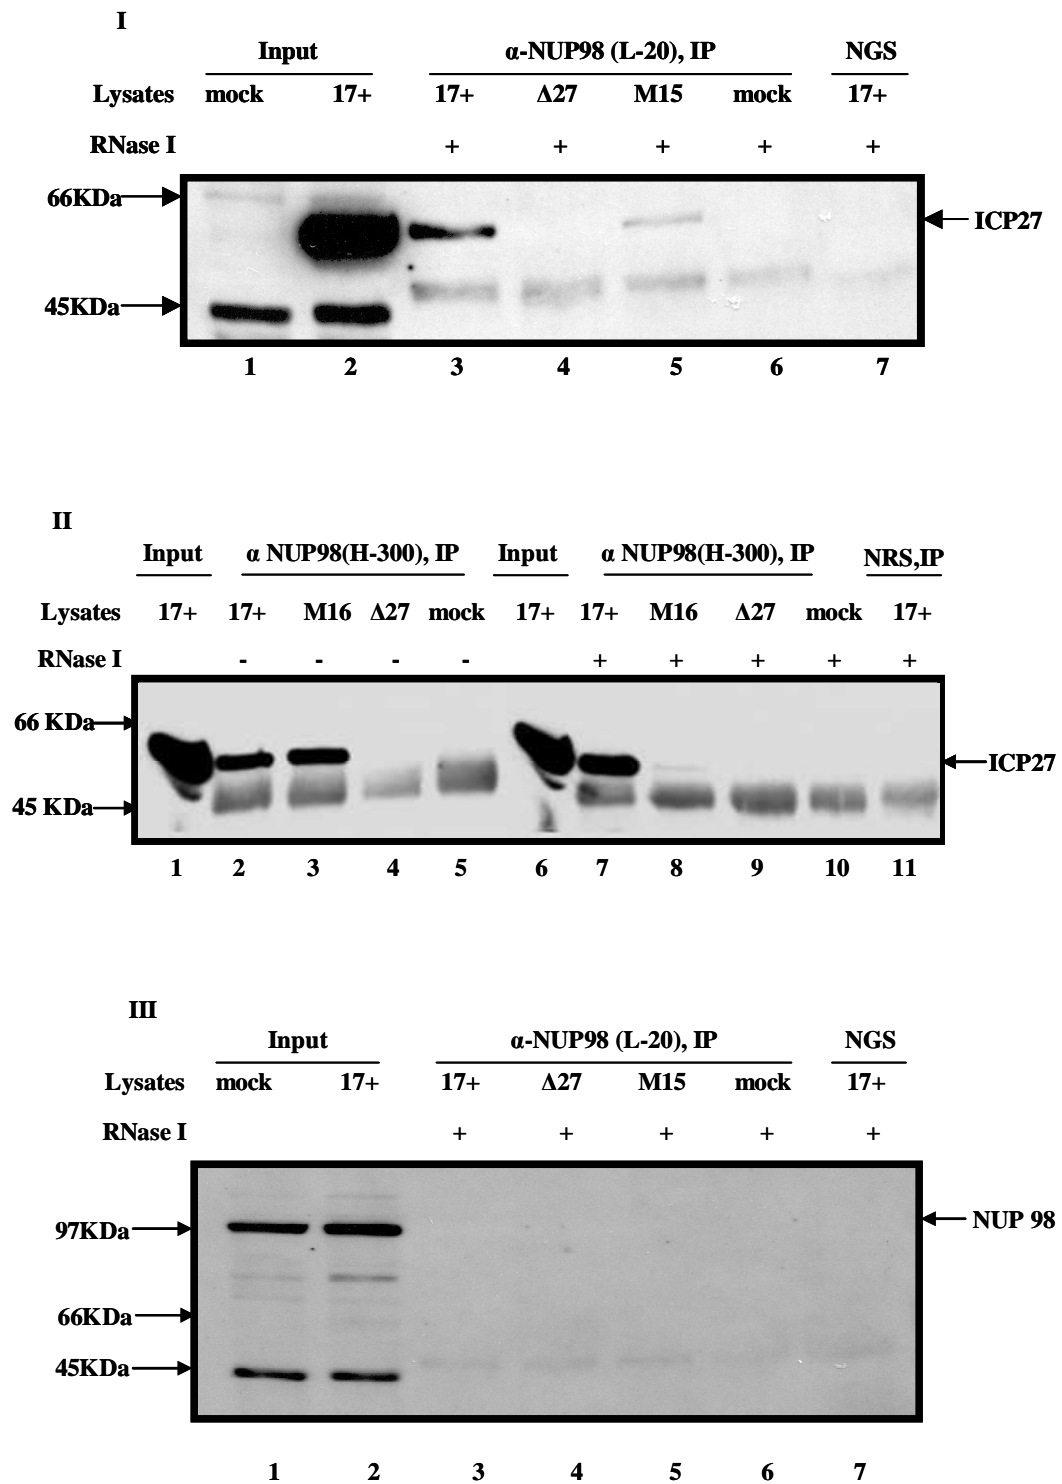 I
Input α-NUP98 (L-20), IP NGS
Lysates mock 17+ 17+ Δ27 M15 mock 17+
RNase I + + + + +
66KDa
ICP27
45KDa
1 2 3 4 5 6 7
II
Input α NUP98(H-300), IP Input α NUP98(H-300), IP NRS,IP
Lysates 17+ 17+ M16 Δ27 mock 17+ 17+ M16 Δ27 mock 17+
RNase I - - - - + + + + +
66 KDa
ICP27
45 KDa
1 2 3 4 5 6 7 8 9 10 11
III
Input α-NUP98 (L-20), IP NGS
Lysates mock 17+ 17+ Δ27 M15 mock 17+
RNase I + + + + +
NUP 98
97KDa
66KDa
45KDa
1 2 3 4 5 6 7